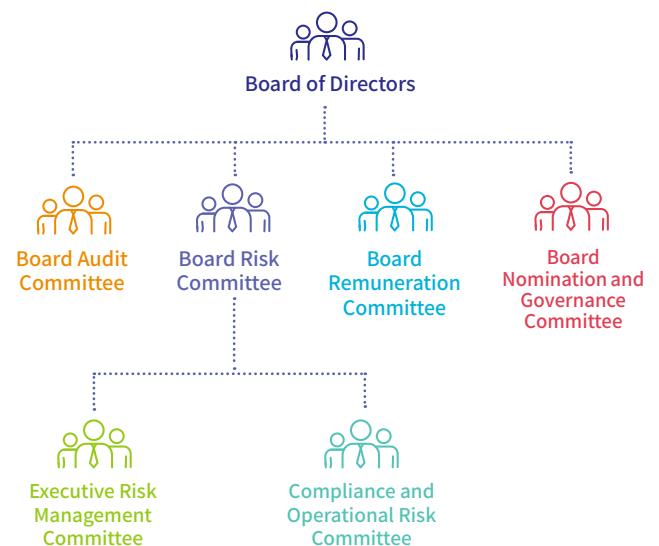 Board of Directors
Board Audit
Committee
Board Risk
Committee
Board
Remuneration
Committee
Board
Nomination and
Governance
Committee
Executive Risk
Management
Committee
Compliance and
Operational Risk
Committee